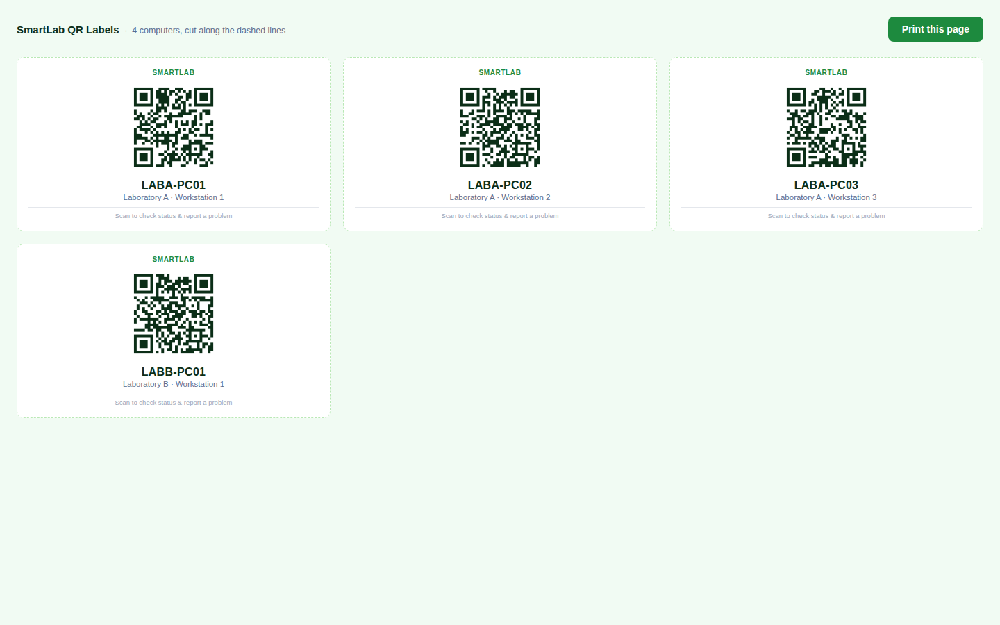 SmartLab QR Labels · 4 computers, cut along the dashed lines
Print this page
SMARTLAB
LABA-PC01
Laboratory A · Workstation 1
Scan to check status & report a problem
SMARTLAB
LABA-PC02
Laboratory A · Workstation 2
Scan to check status & report a problem
SMARTLAB
LABA-PC03
Laboratory A · Workstation 3
Scan to check status & report a problem
SMARTLAB
LABB-PC01
Laboratory B · Workstation 1
Scan to check status & report a problem